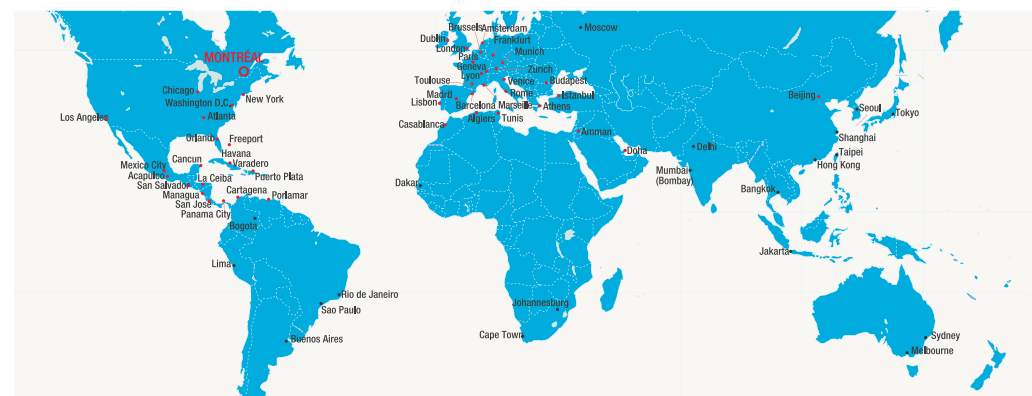 MONTRÉAL
Chicago
New York
Washington D.C.
Los Angeles
Atlanta
Orlando
Freeport
Cancun
Havana
Varadero
Mexico City
Acapulco
La Ceiba
Puerto Plata
San Salvador
Managua
Cartagena
Porlamar
San José
Panama City
Bogota
Lima
Rio de Janeiro
Sao Paulo
Buenos Aires
Brussels
Amsterdam
Dublin
London
Frankfurt
Paris
Munich
Geneva
Lyon
Zurich
Toulouse
Venice
Budapest
Madrid
Rome
Istanbul
Lisbon
Barcelona
Marseille
Athens
Algiers
Tunis
Casablanca
Moscow
Amman
Doha
Dakar
Johannesburg
Cape Town
Beijing
Seoul
Tokyo
Shanghai
Delhi
Taipei
Hong Kong
Mumbai
(Bombay)
Bangkok
Jakarta
Sydney
Melbourne